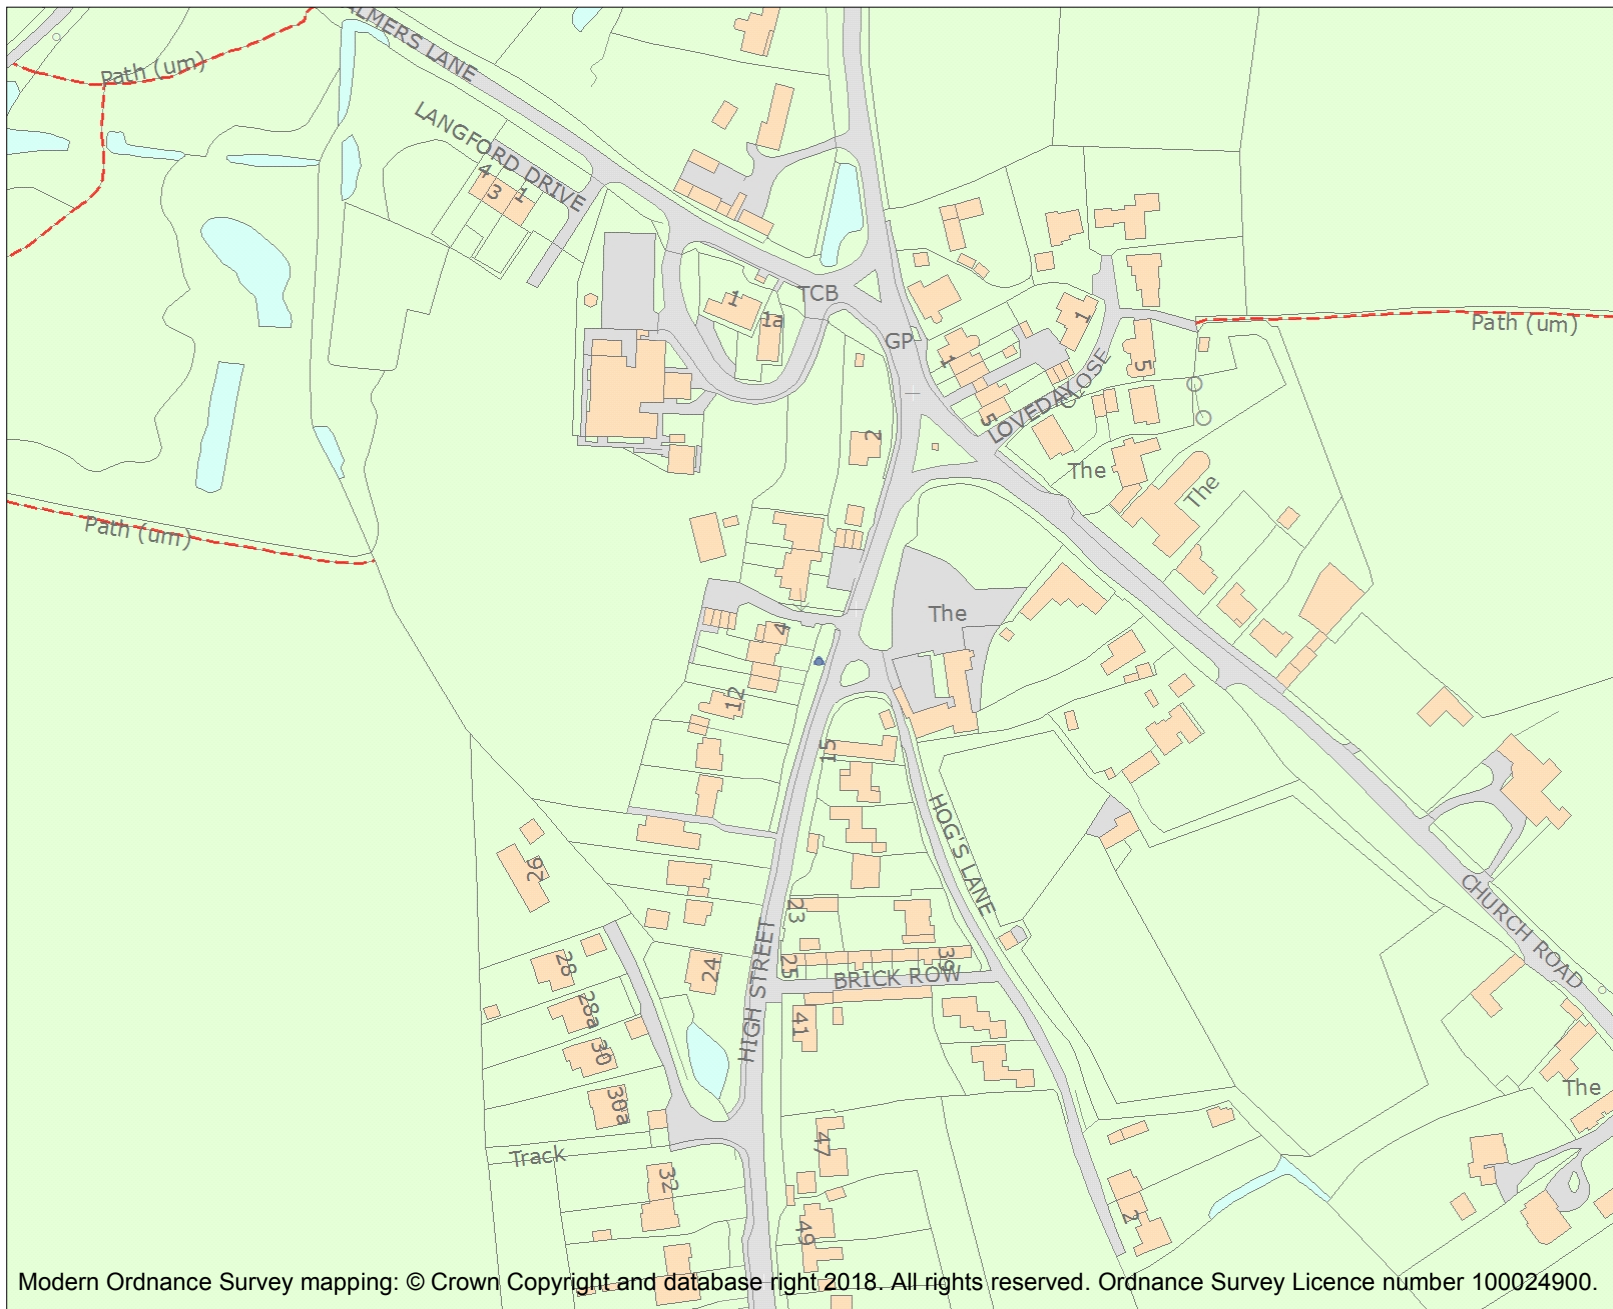 ALMERS LANE
Path (um)
LANGFORD DRIVE
4
3
1
TCB
1
1a
GP
1
Path (um)
1
5
5
LOVEDAY CLOSE
2
The
The
Path (um)
The
4
12
15
HOG'S LANE
26
CHURCH ROAD
23
HIGH STREET
25
39
BRICK ROW
24
28
28a
41
30
30a
The
47
Track
32
2
49
Modern Ordnance Survey mapping: © Crown Copyright and database right 2018. All rights reserved. Ordnance Survey Licence number 100024900.